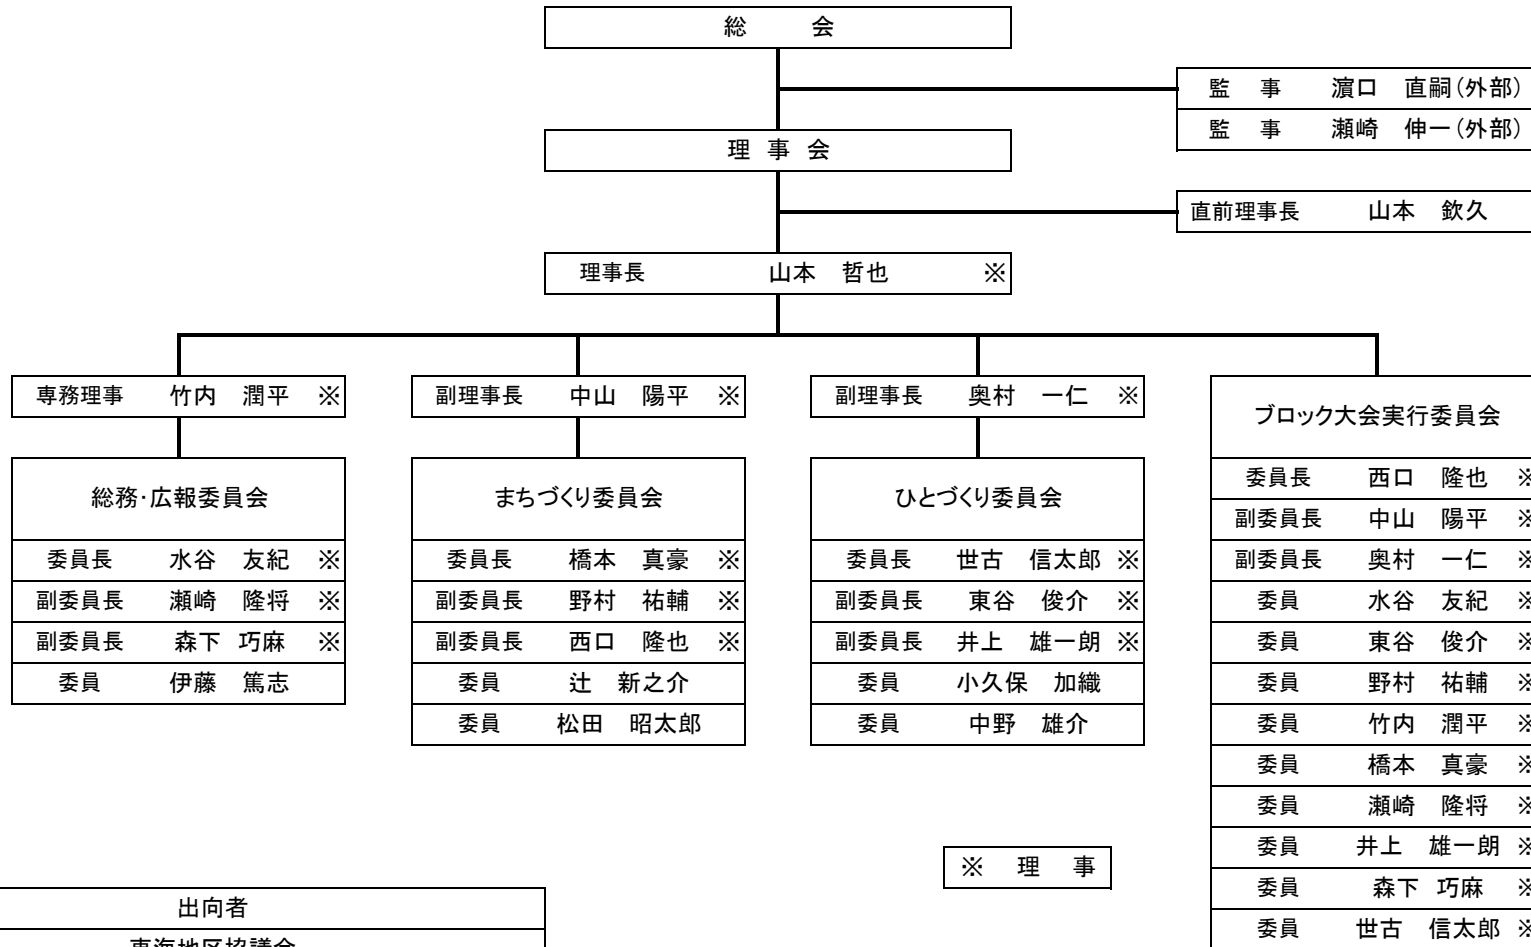 総　　会
監　事　濵口　直嗣(外部)
監　事　瀬崎　伸一(外部)
理 事 会
直前理事長　山本　欽久
理事長　山本　哲也　※
専務理事　竹内　潤平　※
総務･広報委員会
委員長　水谷　友紀　※
副委員長　瀬崎　隆将　※
副委員長　森下　巧麻　※
委員　伊藤　篤志
副理事長　中山　陽平　※
まちづくり委員会
委員長　橋本　真豪　※
副委員長　野村　祐輔　※
副委員長　西口　隆也　※
委員　辻　新之介
委員　松田　昭太郎
副理事長　奥村　一仁　※
ひとづくり委員会
委員長　世古　信太郎　※
副委員長　東谷　俊介　※
副委員長　井上　雄一朗　※
委員　小久保　加織
委員　中野　雄介
ブロック大会実行委員会
委員長　西口　隆也　※
副委員長　中山　陽平　※
副委員長　奥村　一仁　※
委員　水谷　友紀　※
委員　東谷　俊介　※
委員　野村　祐輔　※
委員　竹内　潤平　※
委員　橋本　真豪　※
委員　瀬崎　隆将　※
委員　井上　雄一朗　※
委員　森下　巧麻　※
委員　世古　信太郎　※
※　理　事
出向者
東海地区協議会